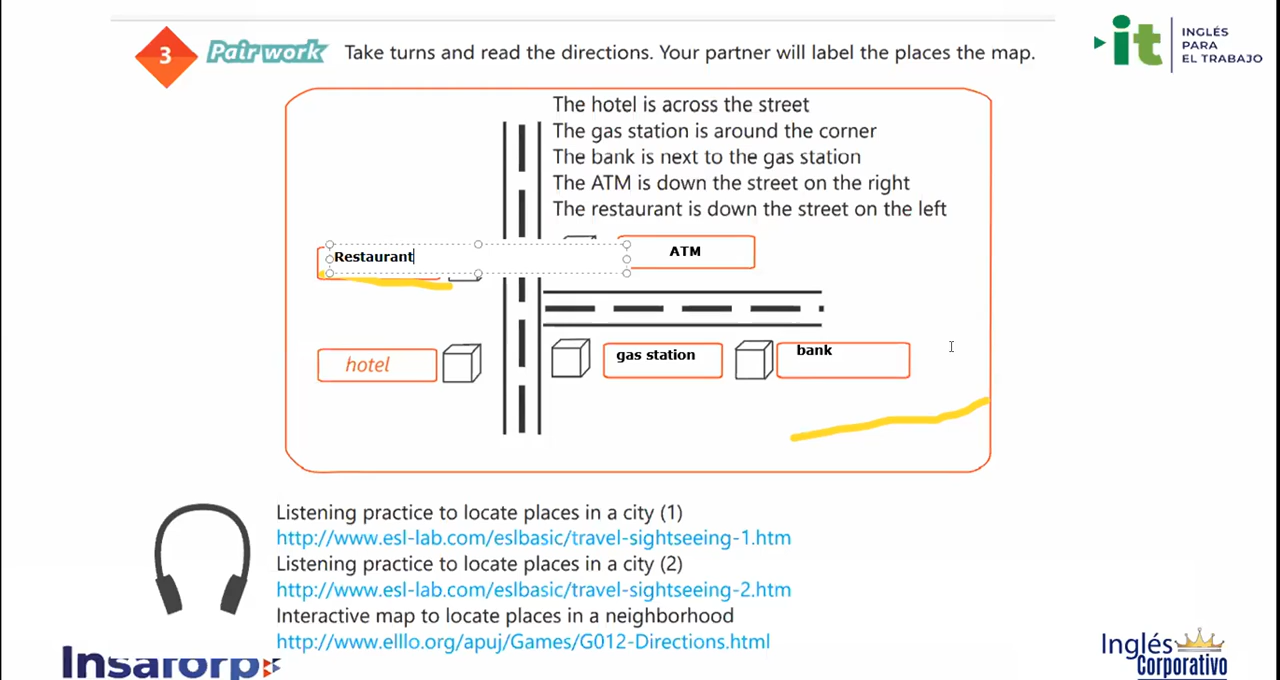 3 Pair work Take turns and read the directions. Your partner will label the places the map.
it INGLÉS
PARA
EL TRABAJO
The hotel is across the street
The gas station is around the corner
The bank is next to the gas station
The ATM is down the street on the right
The restaurant is down the street on the left
Restaurant
ATM
hotel
gas station
bank
Listening practice to locate places in a city (1)
http://www.esl-lab.com/eslbasic/travel-sightseeing-1.htm
Listening practice to locate places in a city (2)
http://www.esl-lab.com/eslbasic/travel-sightseeing-2.htm
Interactive map to locate places in a neighborhood
http://www.elllo.org/apuj/Games/G012-Directions.html
Insaforp
Inglés
Corporativo